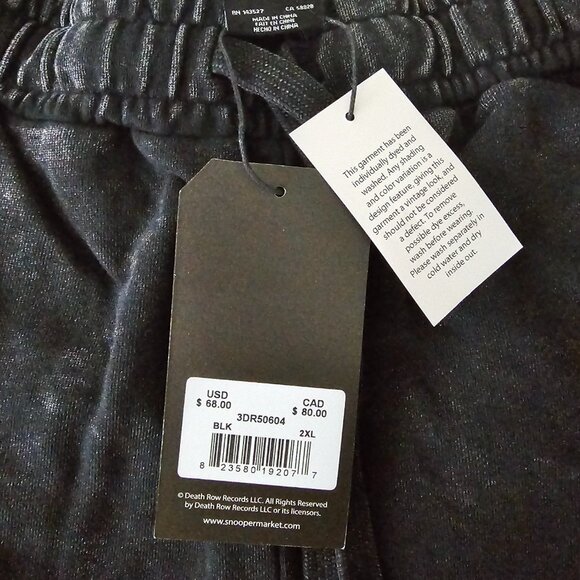 RN 143527 CA 58820
MADE IN CHINA
FAIT EN CHINE
HECHO EN CHINA
This garment has been
individually dyed and
washed. Any shading
and color variation is a
design feature, giving this
garment a vintage look, and
should not be considered
a defect. To remove
possible dye excess,
wash before wearing.
Please wash separately in
cold water and dry
inside out.
USD CAD
$ 68.00 $ 80.00
3DR50604
BLK 2XL
8 23580 19207 7
© Death Row Records LLC. All Rights Reserved
by Death Row Records LLC or its licensors.
www.snoopermarket.com